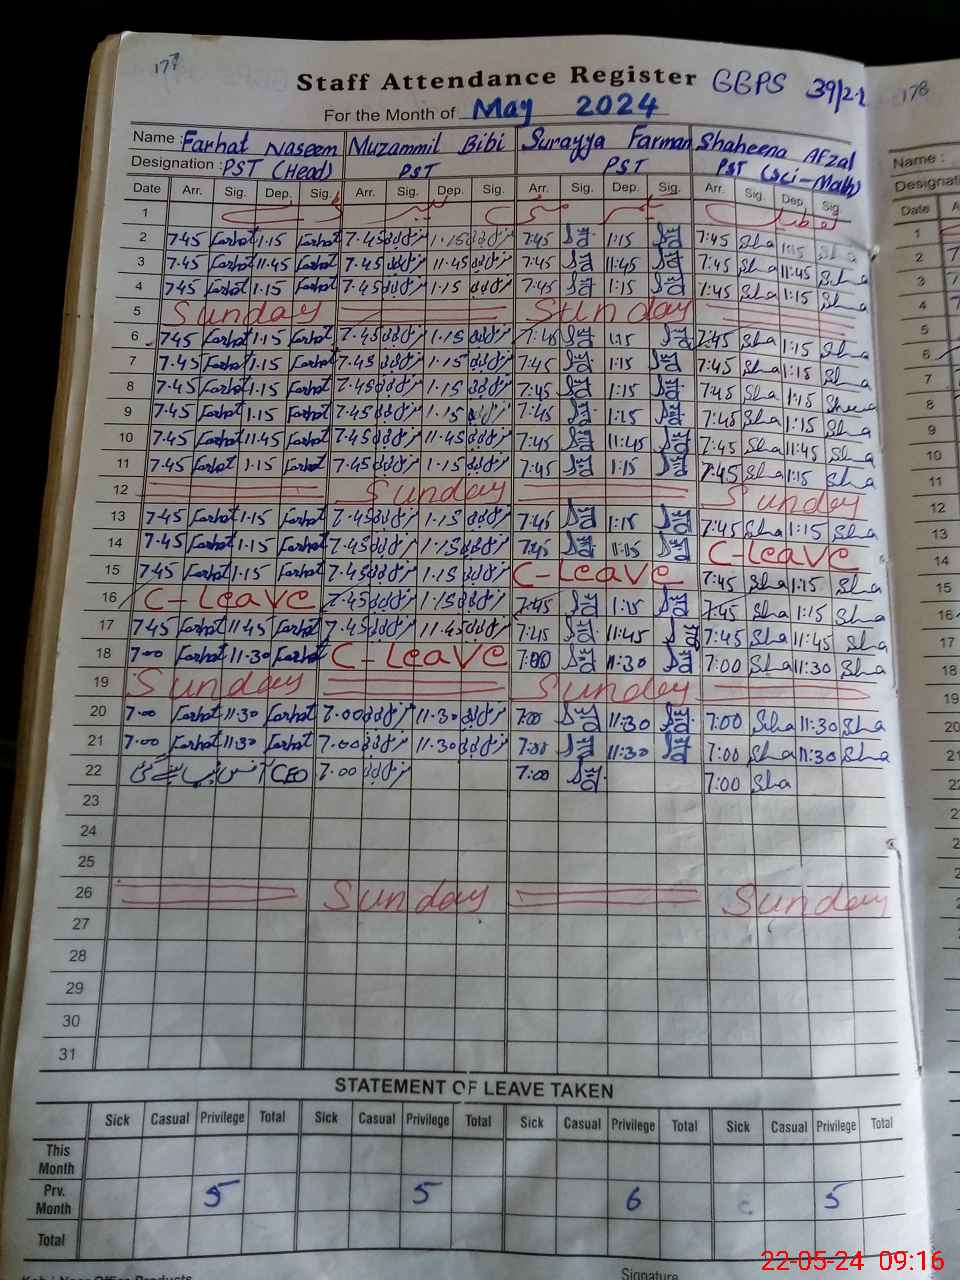 177
Staff Attendance Register GGPS 39/2-L
178
For the Month of May 2024
Name : Farhat Naseem Muzammil Bibi Surayya Farman Shaheena Afzal
Name :
Designation : PST (Head) PST PST PST (Sci-Math)
Date Arr. Sig. Dep. Sig. Arr. Sig. Dep. Sig. Arr. Sig. Dep. Sig. Arr. Sig. Dep. Sig.
Date
1
2 7.45 Farhat 1.15 Farhat 7.45 1.15 7:45 1:15 7:45 Sha 1:15 Sha
3 7.45 Farhat 11.45 Farhat 7.45 11.45 7:45 11:45 7:45 Sha 11:45 Sha
4 7.45 Farhat 1.15 Farhat 7.45 1.15 7:45 1:15 7:45 Sha 1:15 Sha
5 Sunday Sunday
6 7.45 Farhat 1.15 Farhat 7.45 1.15 7:45 1:15 7:45 Sha 1:15 Sha
7 7.45 Farhat 1.15 Farhat 7.45 1.15 7:45 1:15 7:45 Sha 1:15 Sha
8 7.45 Farhat 1.15 Farhat 7.45 1.15 7:45 1:15 7:45 Sha 1:15
9 7.45 Farhat 1.15 Farhat 7.45 1.15 7:45 1:15 7:45 Sha 1:15 Sha
10 7.45 Farhat 11.45 Farhat 7.45 11.45 7:45 11:45 7:45 Sha 11:45 Sha
11 7.45 Farhat 1.15 Farhat 7.45 1.15 7:45 1:15 7:45 Sha 1:15 Sha
12 Sunday Sunday
13 7.45 Farhat 1.15 Farhat 7.45 1.15 7:45 1:15 7:45 Sha 1:15 Sha
14 7.45 Farhat 1.15 Farhat 7.45 1.15 7:45 1:15 C-Leave
15 7.45 Farhat 1.15 Farhat 7.45 1.15 C-Leave 7:45 Sha 1:15 Sha
16 C-Leave 7.45 1.15 7:45 1:15 7:45 Sha 1:15 Sha
17 7.45 Farhat 11.45 Farhat 7.45 11.45 7:45 11:45 7:45 Sha 11:45 Sha
18 7.00 Farhat 11.30 Farhat C-Leave 7:00 11:30 7:00 Sha 11:30 Sha
19 Sunday Sunday
20 7.00 Farhat 11.30 Farhat 7.00 11.30 7:00 11:30 7:00 Sha 11:30 Sha
21 7.00 Farhat 11.30 Farhat 7.00 11.30 7:00 11:30 7:00 Sha 11:30 Sha
22 CEO 7.00 7:00 7:00 Sha
23
24
25
26 Sunday Sunday
27
28
29
30
31
STATEMENT OF LEAVE TAKEN
Sick Casual Privilege Total Sick Casual Privilege Total Sick Casual Privilege Total Sick Casual Privilege Total
This Month
Prv. Month 5 5 6 5
Total
Signature
22-05-24 09:16